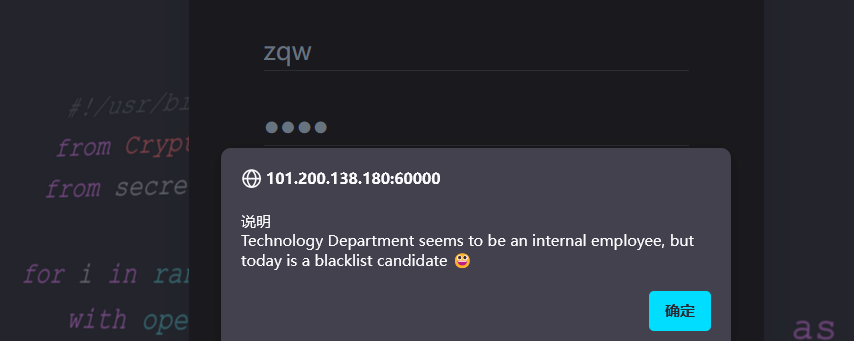 zqw
#!/usr/bi
from Crypt
from secre
for i in ran
with ope
as
101.200.138.180:60000
说明
Technology Department seems to be an internal employee, but
today is a blacklist candidate 😀
确定